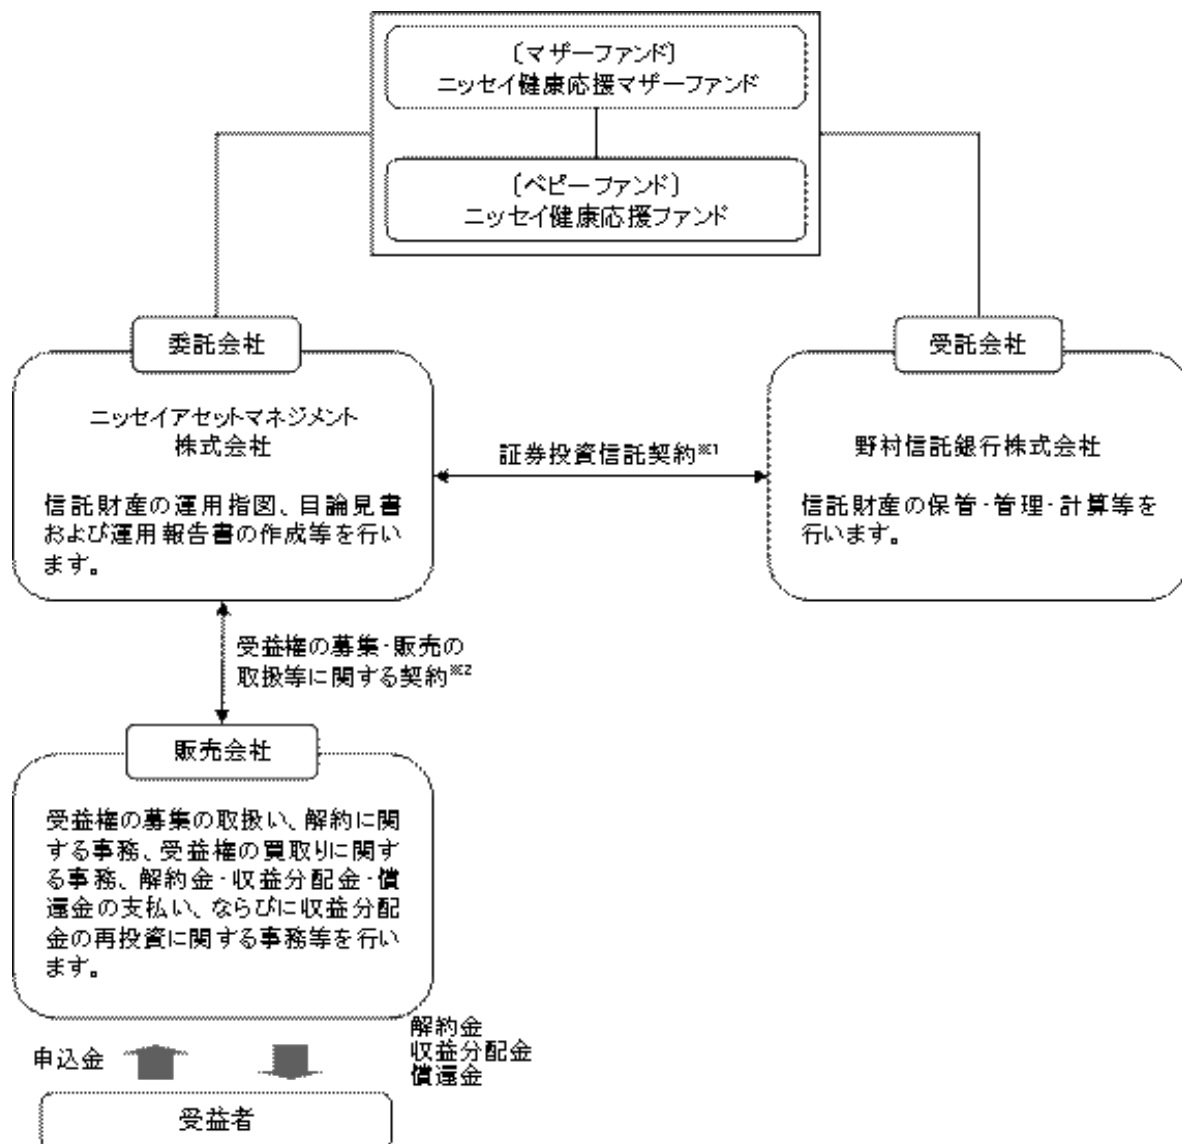 〔マザーファンド〕
ニッセイ健康応援マザーファンド
〔ベビーファンド〕
ニッセイ健康応援ファンド
委託会社
ニッセイアセットマネジメント
株式会社
信託財産の運用指図、目論見書
および運用報告書の作成等を行い
ます。
証券投資信託契約※1
受託会社
野村信託銀行株式会社
信託財産の保管・管理・計算等を
行います。
受益権の募集・販売の
取扱等に関する契約※2
販売会社
受益権の募集の取扱い、解約に関
する事務、受益権の買取りに関す
る事務、解約金・収益分配金・償
還金の支払い、ならびに収益分配
金の再投資に関する事務等を行い
ます。
申込金
解約金
収益分配金
償還金
受益者